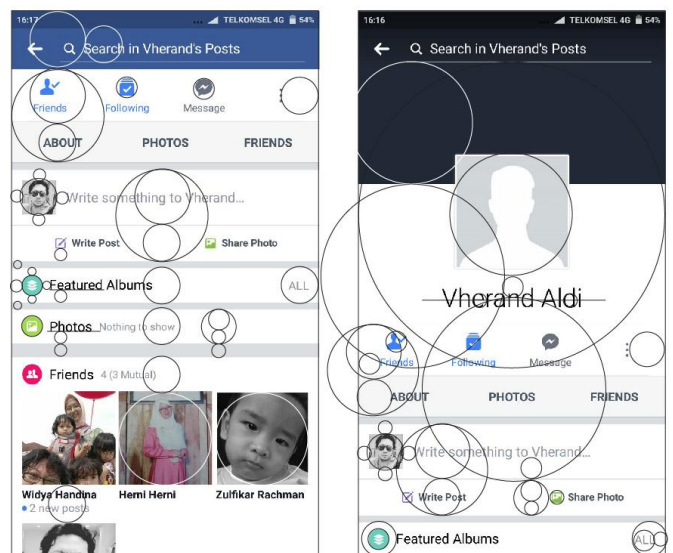 16:17 ... TELKOMSEL 4G 54%
Search in Vherand's Posts
Friends Following Message
ABOUT PHOTOS FRIENDS
Write something to Vherand...
Write Post Share Photo
Featured Albums ALL
Photos Nothing to show
Friends 4 (3 Mutual)
Widya Handina Herni Herni Zulfikar Rachman
2 new posts
16:16 ... TELKOMSEL 4G 54%
Search in Vherand's Posts
Vherand Aldi
Friends Following Message
ABOUT PHOTOS FRIENDS
Write something to Vherand...
Write Post Share Photo
Featured Albums ALL